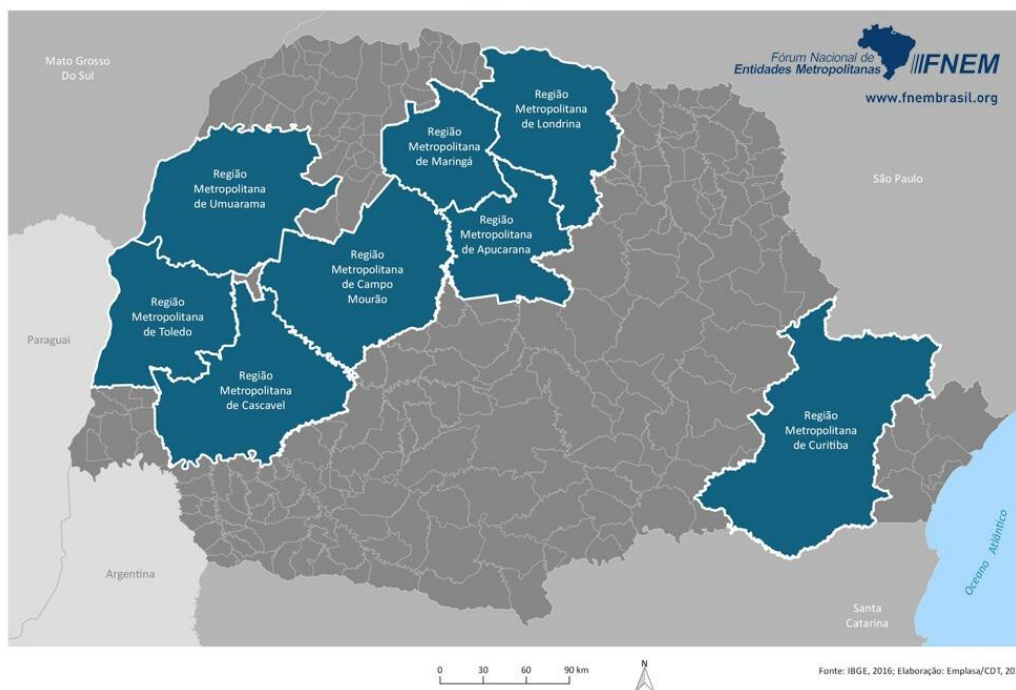 Mato Grosso
Do Sul
Fórum Nacional de
Entidades Metropolitanas
FNEM
www.fnembrasil.org
Região
Metropolitana
de Londrina
Região
Metropolitana
de Maringá
São Paulo
Região
Metropolitana
de Umuarama
Região
Metropolitana
de Apucarana
Região
Metropolitana
de Campo
Mourão
Região
Metropolitana
de Toledo
Paraguai
Região
Metropolitana
de Cascavel
Região
Metropolitana
de Curitiba
Argentina
Oceano Atlântico
Santa
Catarina
0 30 60 90 km
N
Fonte: IBGE, 2016; Elaboração: Emplasa/CDT, 20